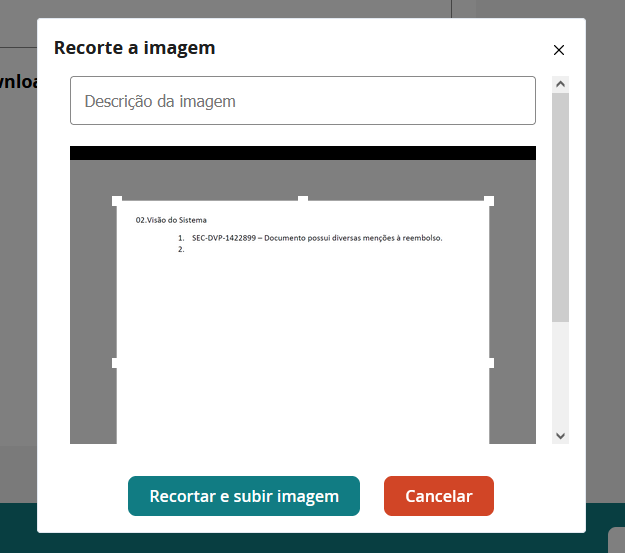 Recorte a imagem
Descrição da imagem
02.Visão do Sistema
1. SEC-DVP-1422899 – Documento possui diversas menções à reembolso.
2.
Recortar e subir imagem
Cancelar